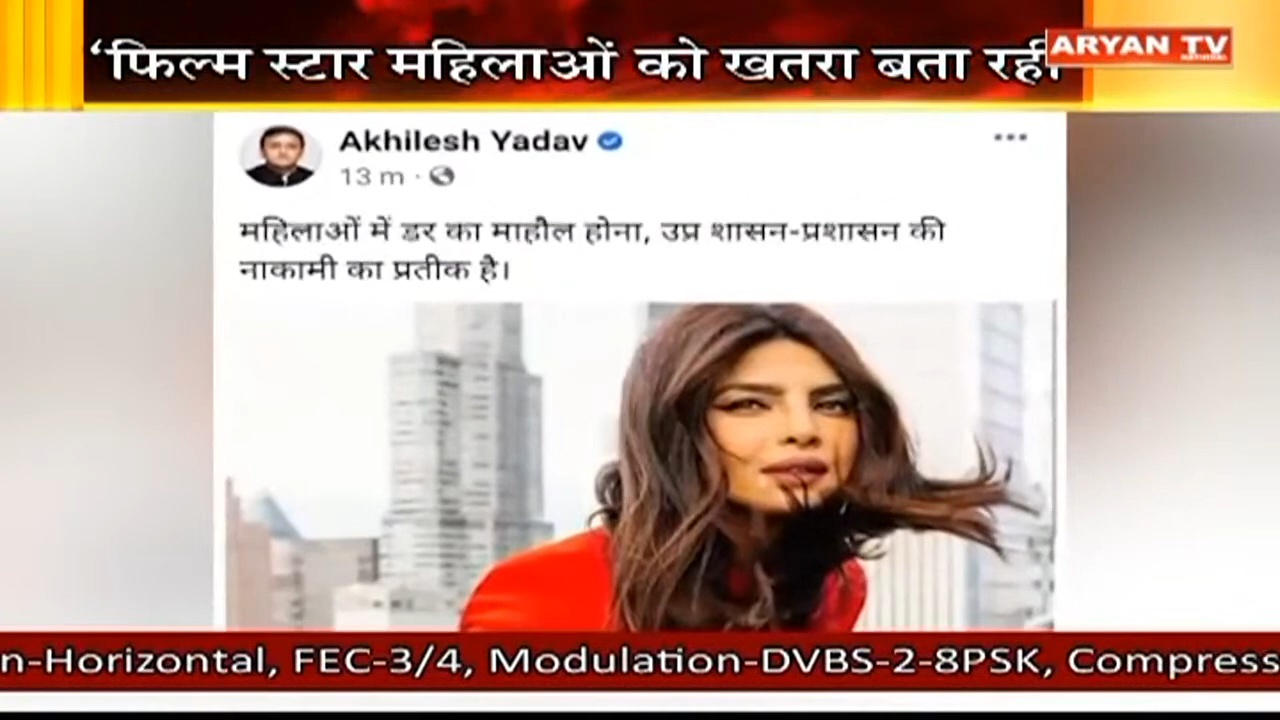 ‘फिल्म स्टार महिलाओं को खतरा बता रहीं
ARYAN TV
NETWORK
Akhilesh Yadav
13 m ·
महिलाओं में डर का माहौल होना, उप्र शासन-प्रशासन की
नाकामी का प्रतीक है।
n-Horizontal, FEC-3/4, Modulation-DVBS-2-8PSK, Compress